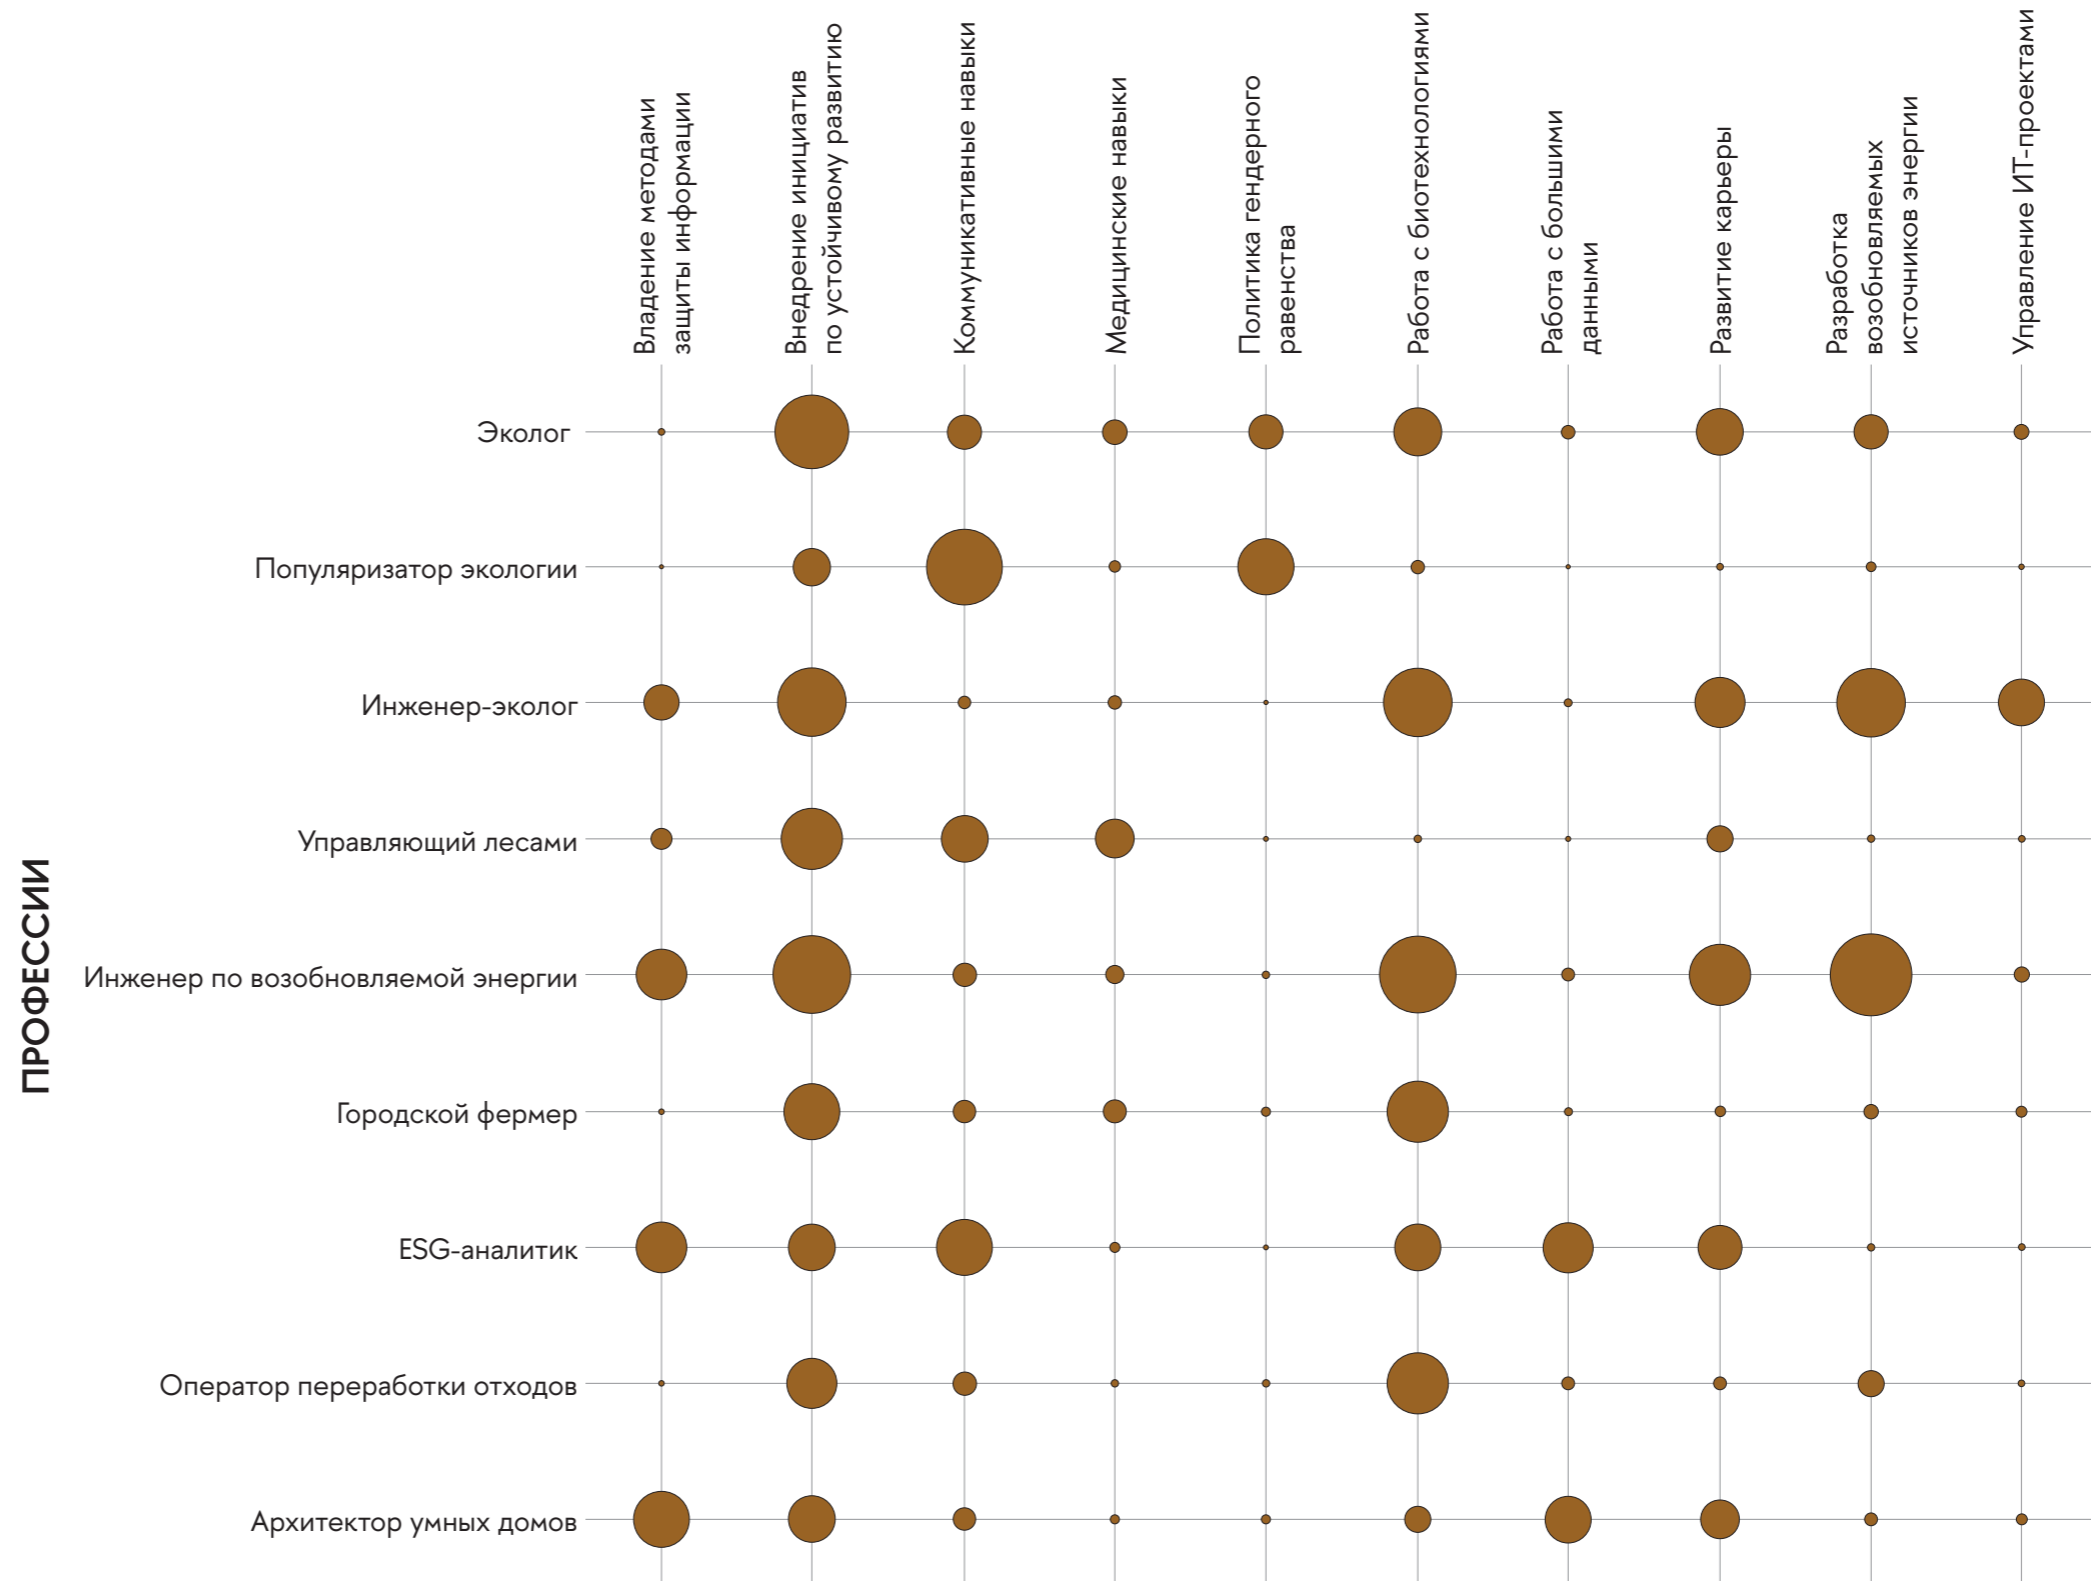 Владение методами
защиты информации
Внедрение инициатив
по устойчивому развитию
Коммуникативные навыки
Медицинские навыки
Политика гендерного
равенства
Работа с биотехнологиями
Работа с большими
данными
Развитие карьеры
Разработка
возобновляемых
источников энергии
Управление ИТ-проектами
ПРОФЕССИИ
Эколог
Популяризатор экологии
Инженер-эколог
Управляющий лесами
Инженер по возобновляемой энергии
Городской фермер
ESG-аналитик
Оператор переработки отходов
Архитектор умных домов